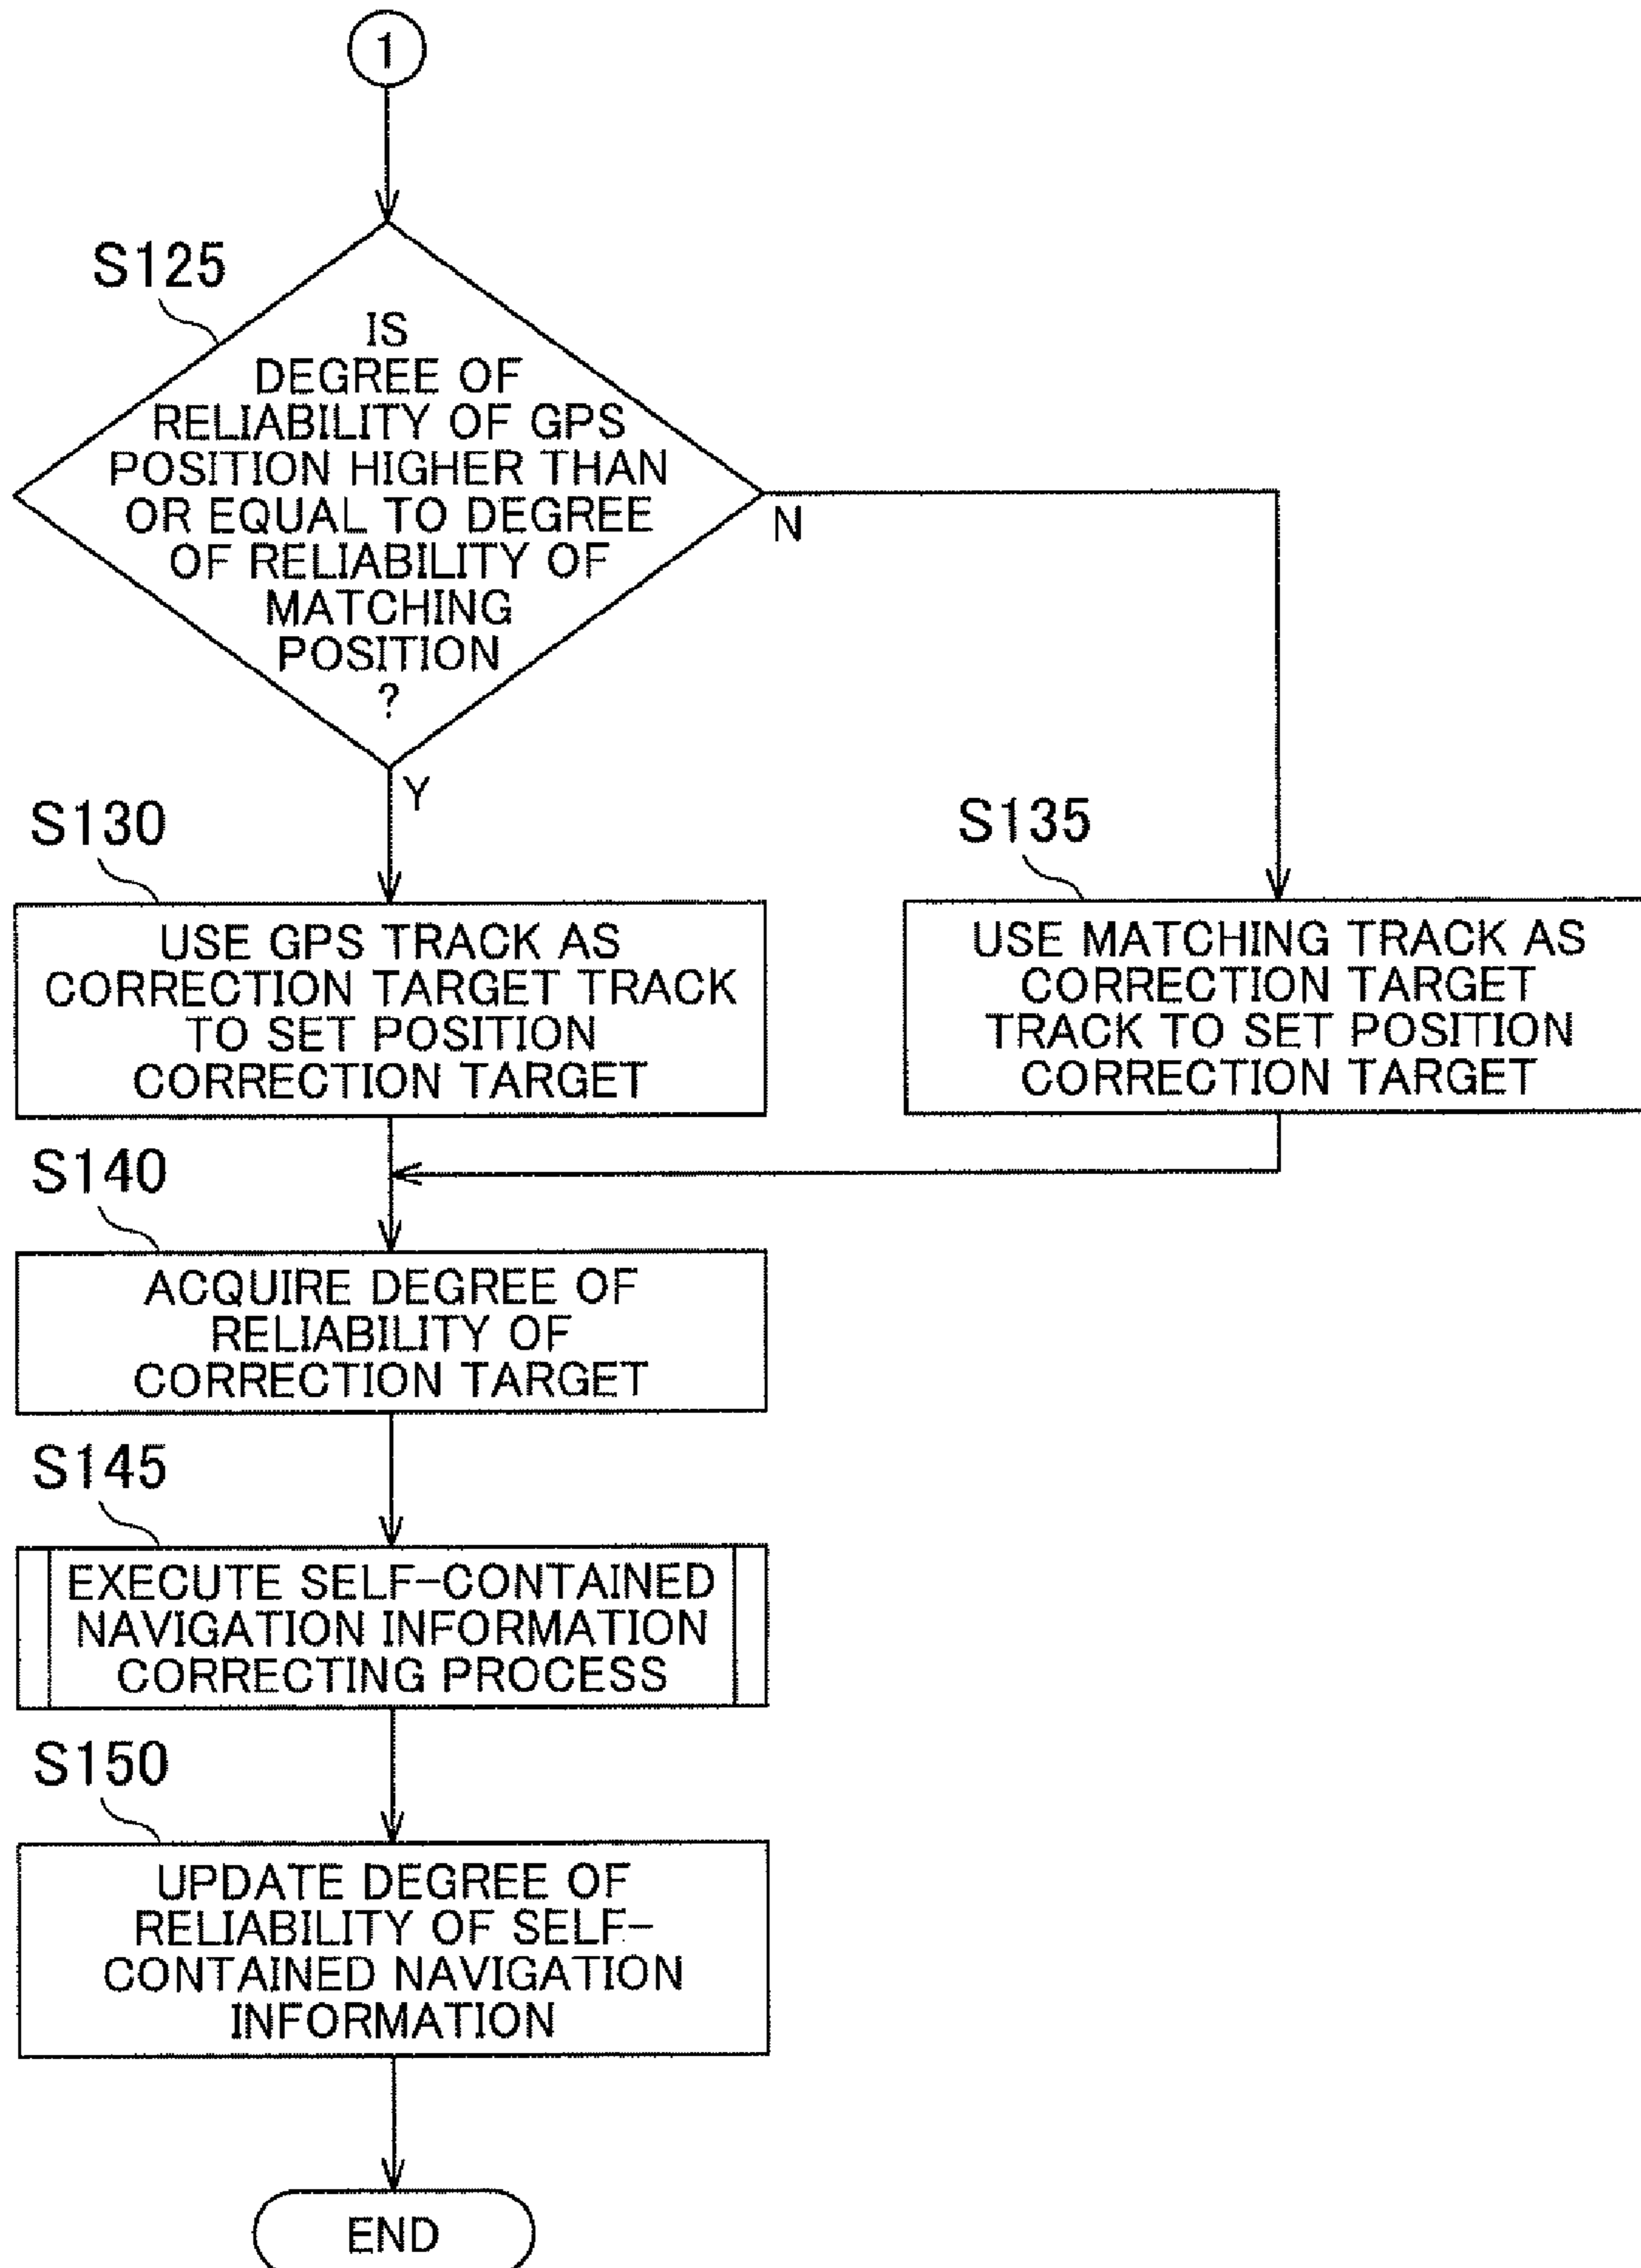 1
S125
IS
DEGREE OF
RELIABILITY OF GPS
POSITION HIGHER THAN
OR EQUAL TO DEGREE
OF RELIABILITY OF
MATCHING
POSITION
?
N
Y
S130
USE GPS TRACK AS
CORRECTION TARGET TRACK
TO SET POSITION
CORRECTION TARGET
S135
USE MATCHING TRACK AS
CORRECTION TARGET
TRACK TO SET POSITION
CORRECTION TARGET
S140
ACQUIRE DEGREE OF
RELIABILITY OF
CORRECTION TARGET
S145
EXECUTE SELF-CONTAINED
NAVIGATION INFORMATION
CORRECTING PROCESS
S150
UPDATE DEGREE OF
RELIABILITY OF SELF-
CONTAINED NAVIGATION
INFORMATION
END